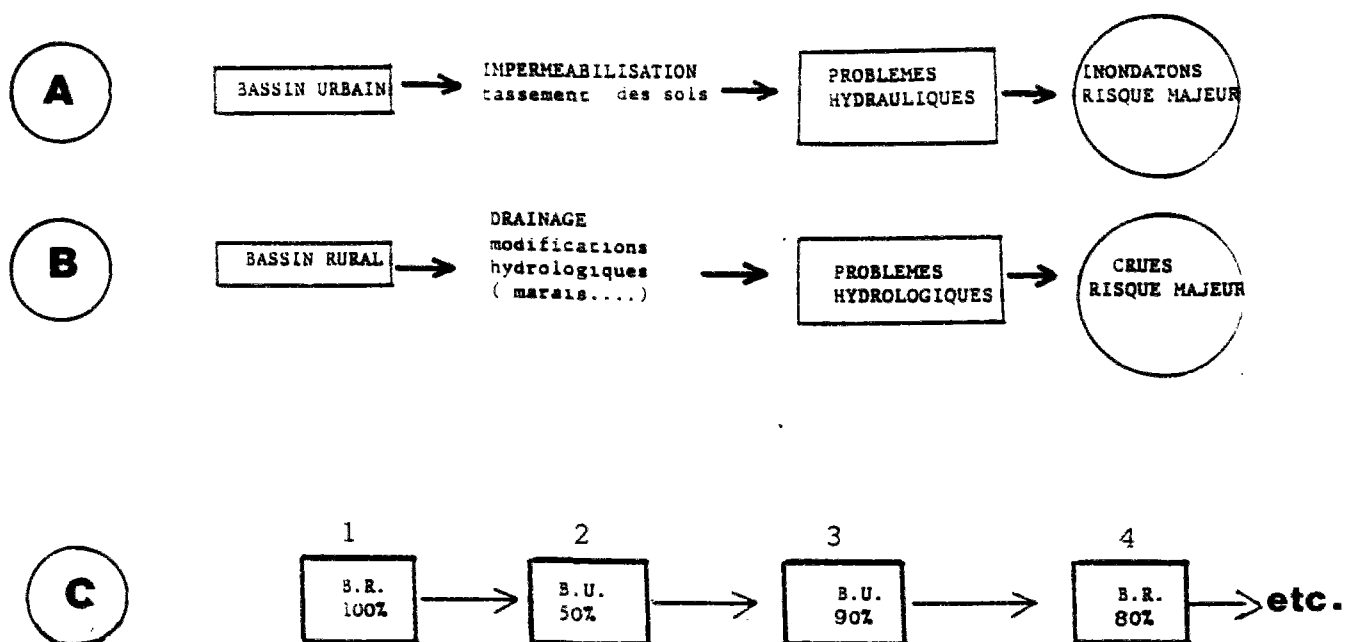 A
BASSIN URBAIN
IMPERMEABILISATION
tassement des sols
PROBLEMES
HYDRAULIQUES
INONDATONS
RISQUE MAJEUR
B
BASSIN RURAL
DRAINAGE
modifications
hydrologiques
( marais....)
PROBLEMES
HYDROLOGIQUES
CRUES
RISQUE MAJEUR
C
1
B.R.
100%
2
B.U.
50%
3
B.U.
90%
4
B.R.
80%
etc.